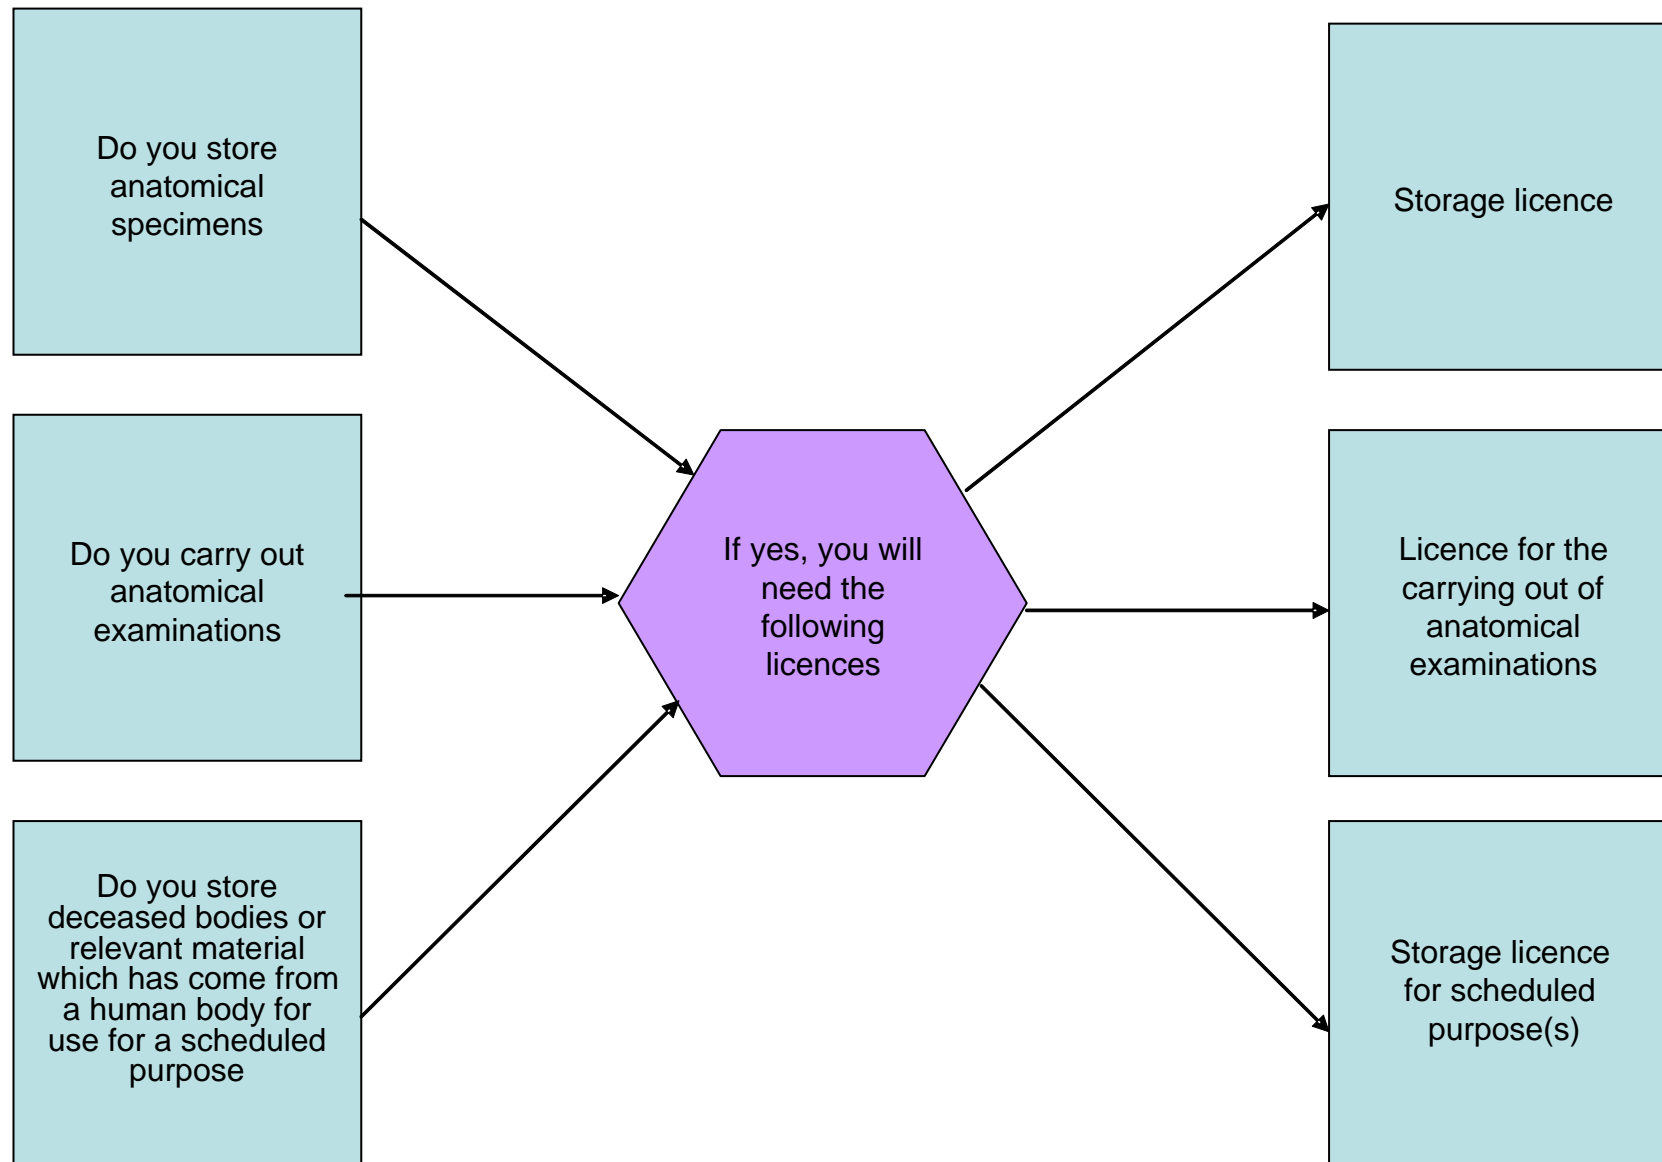 Do you store
anatomical
specimens
Storage licence
Do you carry out
anatomical
examinations
If yes, you will
need the
following
licences
Licence for the
carrying out of
anatomical
examinations
Do you store
deceased bodies or
relevant material
which has come from
a human body for
use for a scheduled
purpose
Storage licence
for scheduled
purpose(s)